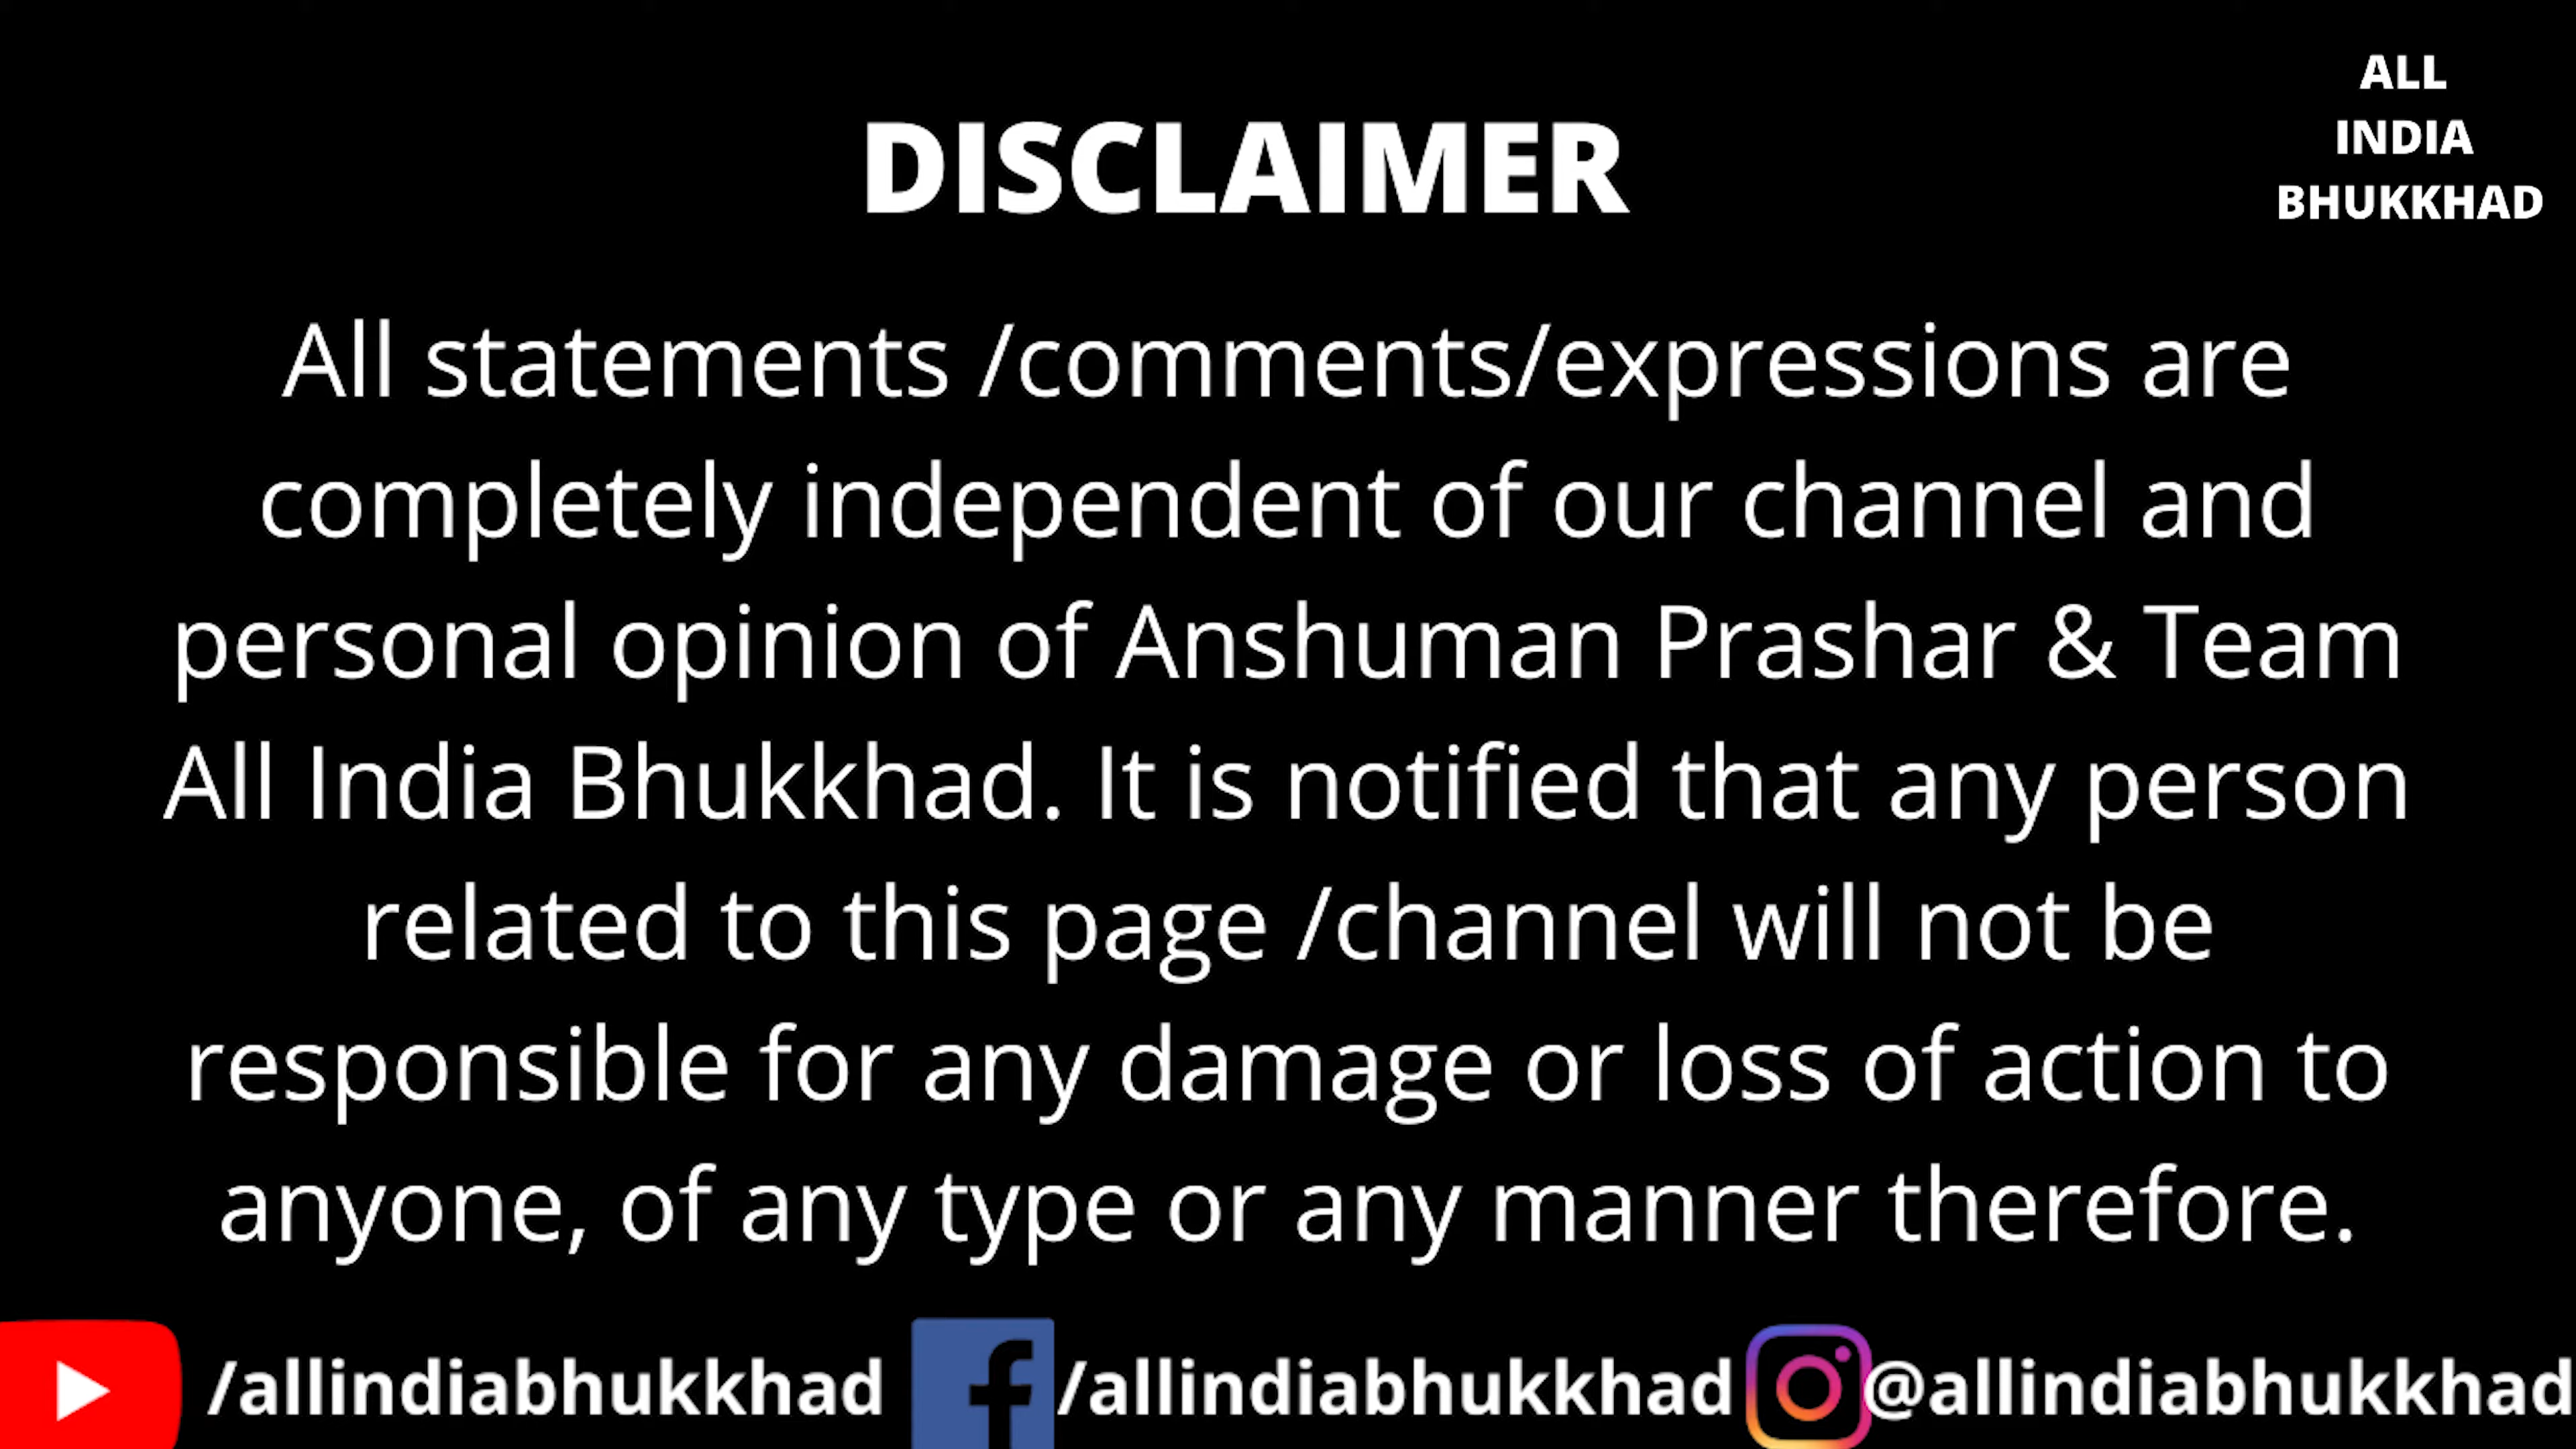 ALL
INDIA
BHUKKHAD
DISCLAIMER
All statements /comments/expressions are
completely independent of our channel and
personal opinion of Anshuman Prashar & Team
All India Bhukkhad. It is notified that any person
related to this page /channel will not be
responsible for any damage or loss of action to
anyone, of any type or any manner therefore.
/allindiabhukkhad /allindiabhukkhad @allindiabhukkhad